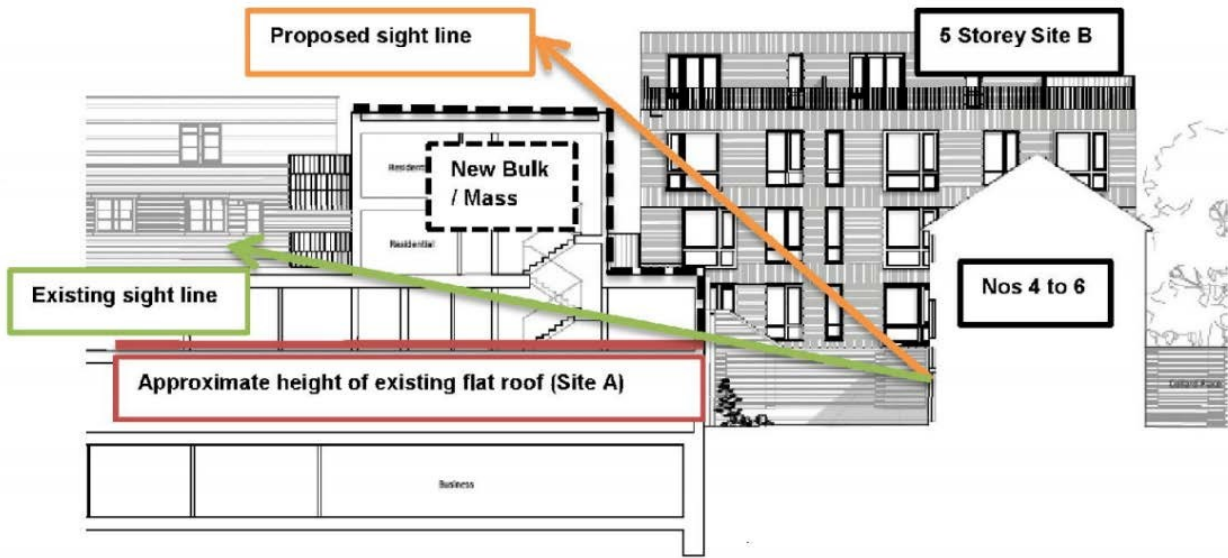 Proposed sight line
5 Storey Site B
New Bulk
/ Mass
Residential
Existing sight line
Nos 4 to 6
Approximate height of existing flat roof (Site A)
Business